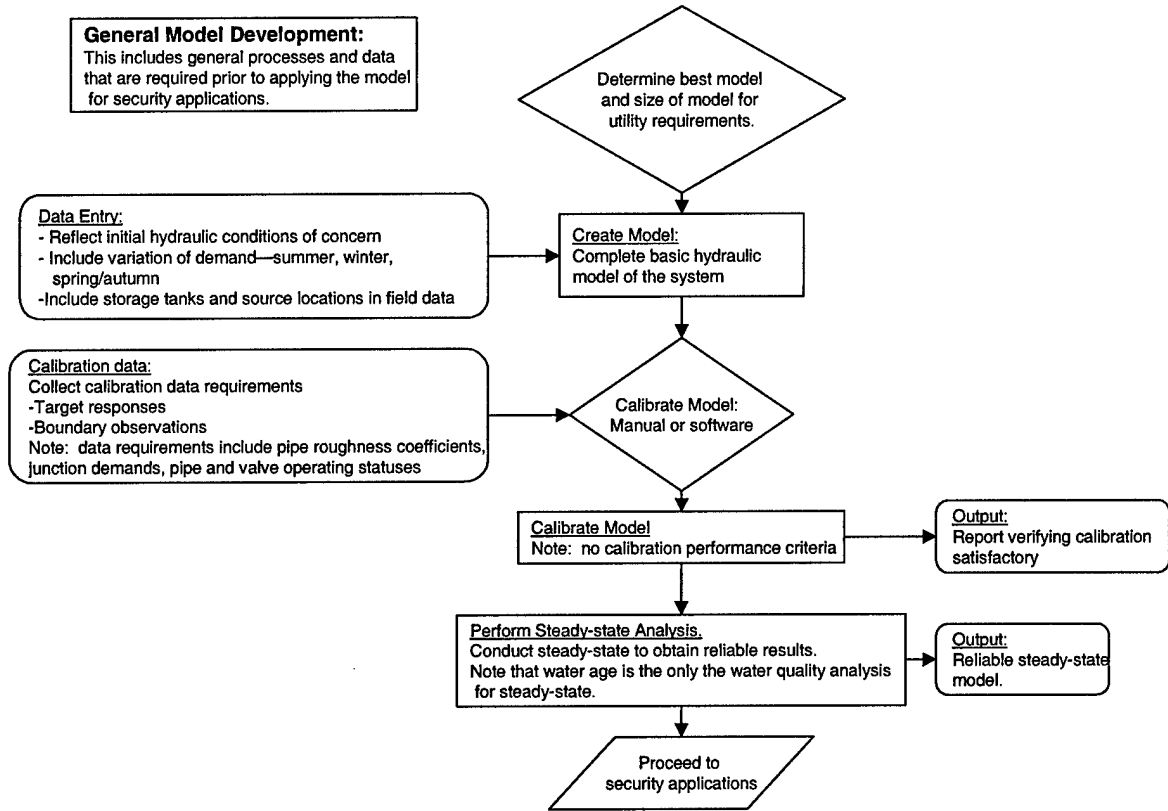 General Model Development:
This includes general processes and data
that are required prior to applying the model
for security applications.
Determine best model
and size of model for
utility requirements.
Data Entry:
- Reflect initial hydraulic conditions of concern
- Include variation of demand—summer, winter,
spring/autumn
-Include storage tanks and source locations in field data
Create Model:
Complete basic hydraulic
model of the system
Calibration data:
Collect calibration data requirements
-Target responses
-Boundary observations
Note: data requirements include pipe roughness coefficients,
junction demands, pipe and valve operating statuses
Calibrate Model:
Manual or software
Calibrate Model
Note: no calibration performance criteria
Output:
Report verifying calibration
satisfactory
Perform Steady-state Analysis.
Conduct steady-state to obtain reliable results.
Note that water age is the only the water quality analysis
for steady-state.
Output:
Reliable steady-state
model.
Proceed to
security applications